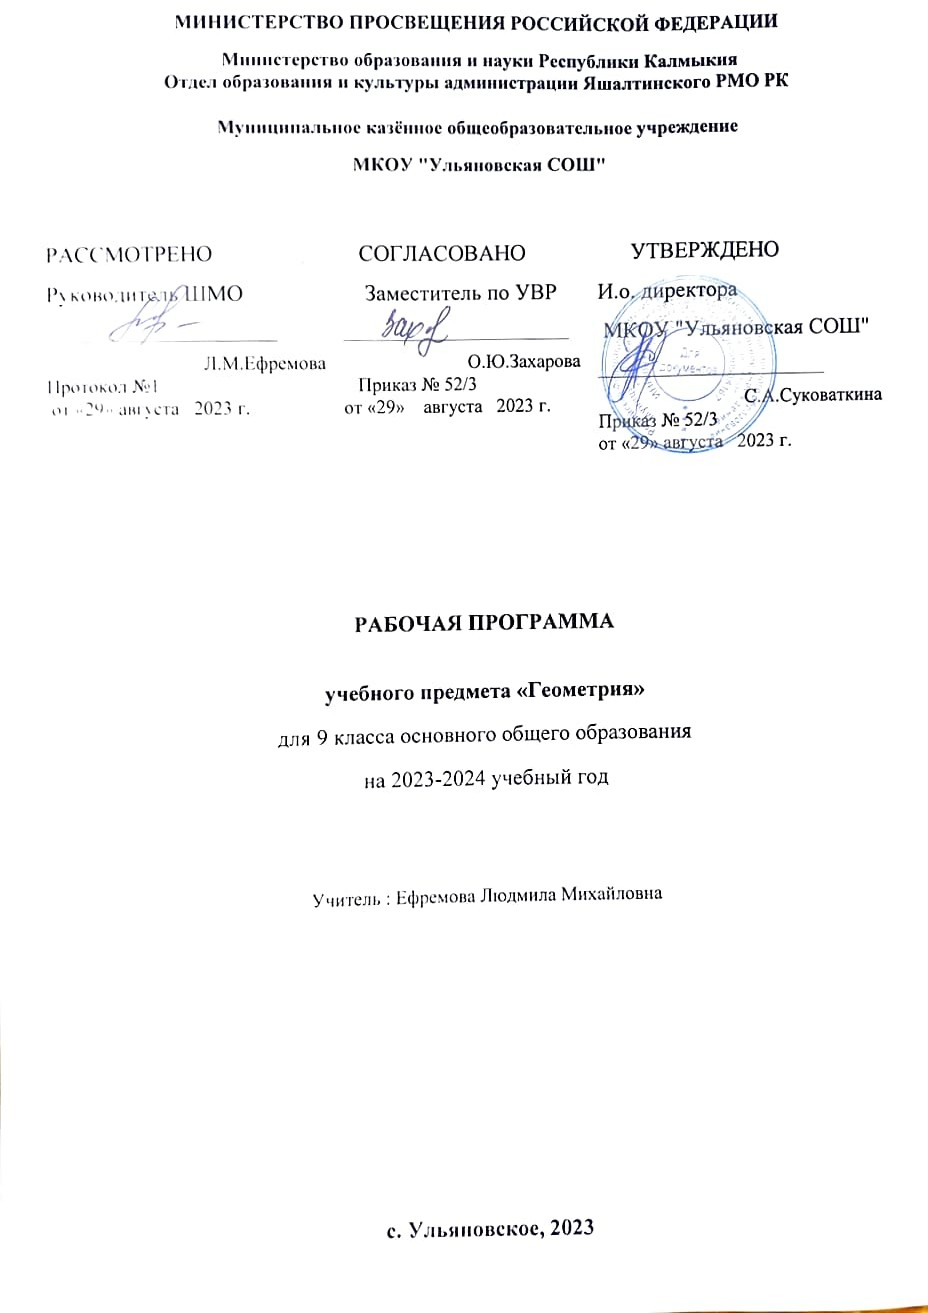 МИНИСТЕРСТВО ПРОСВЕЩЕНИЯ РОССИЙСКОЙ ФЕДЕРАЦИИ
Министерство образования и науки Республики Калмыкия
Отдел образования и культуры администрации Яшалтинского РМО РК
Муниципальное казённое общеобразовательное учреждение
МКОУ "Ульяновская СОШ"
РАССМОТРЕНО
Руководитель ШМО
Л.М.Ефремова
Протокол №1
от «29» августа 2023 г.
СОГЛАСОВАНО
Заместитель по УВР
Зах
О.Ю.Захарова
Приказ № 52/3
от «29» августа 2023 г.
УТВЕРЖДЕНО
И.о. директора
МКОУ "Ульяновская СОШ"
Для
документов
С.А.Суковаткина
Приказ № 52/3
от «29» августа 2023 г.
РАБОЧАЯ ПРОГРАММА
учебного предмета «Геометрия»
для 9 класса основного общего образования
на 2023-2024 учебный год
Учитель : Ефремова Людмила Михайловна
с. Ульяновское, 2023